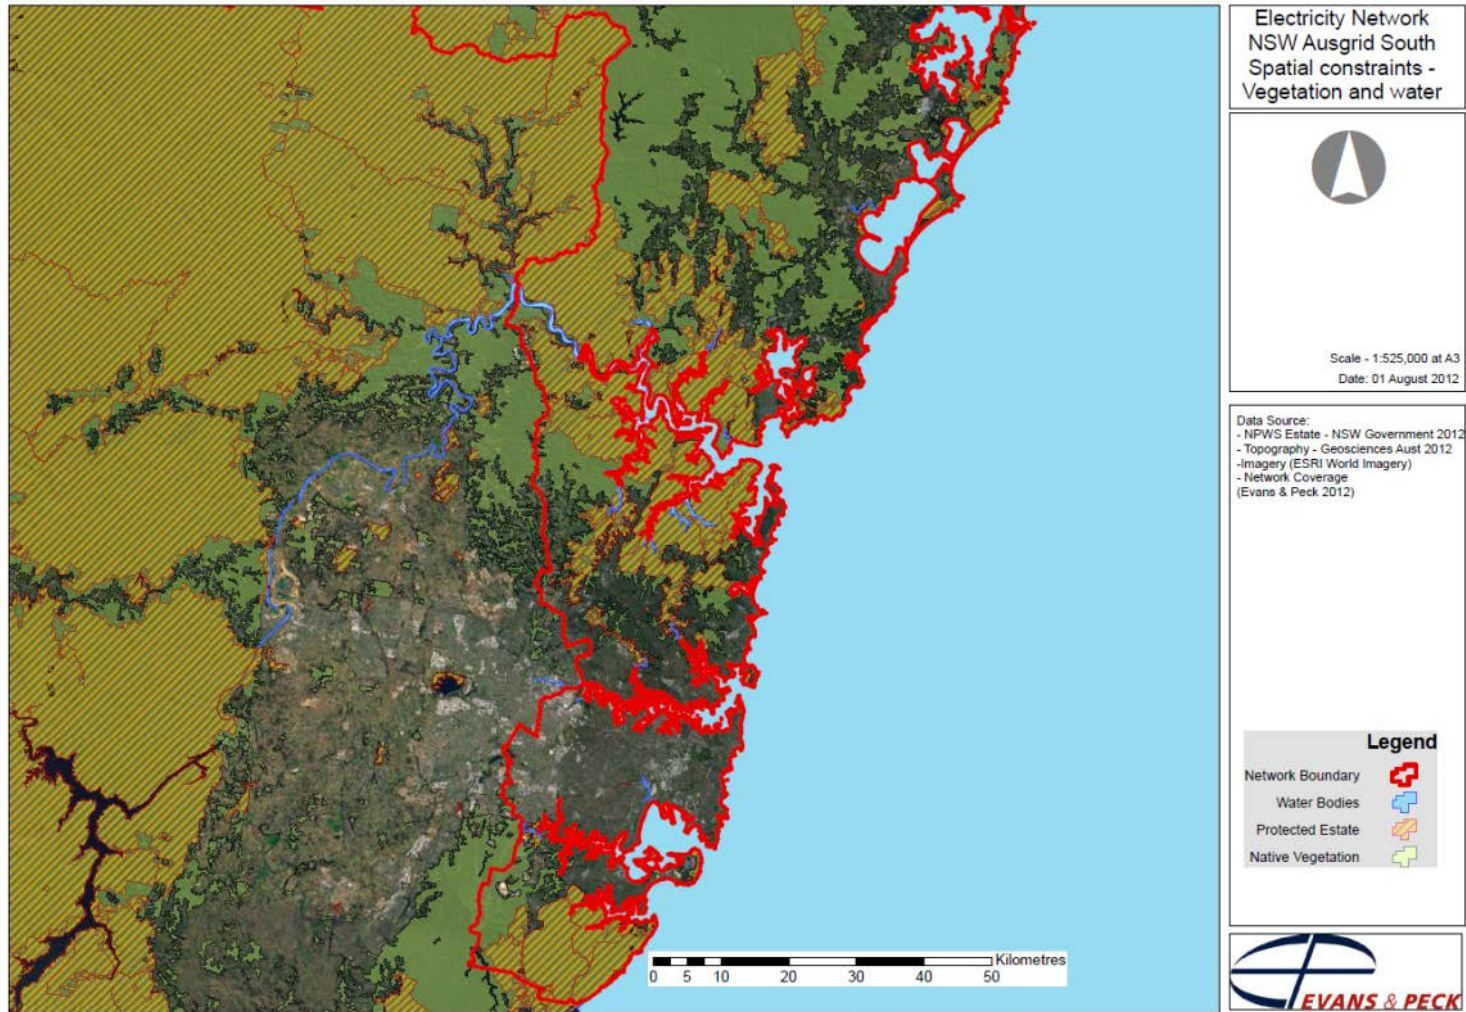 Electricity Network
NSW Ausgrid South
Spatial constraints -
Vegetation and water
Scale - 1:525,000 at A3
Date: 01 August 2012
Data Source:
- NPWS Estate - NSW Government 2012
- Topography - Geosciences Aust 2012
-Imagery (ESRI World Imagery)
- Network Coverage
(Evans & Peck 2012)
Legend
Network Boundary
Water Bodies
Protected Estate
Native Vegetation
Kilometres
0 5 10 20 30 40 50
EVANS & PECK